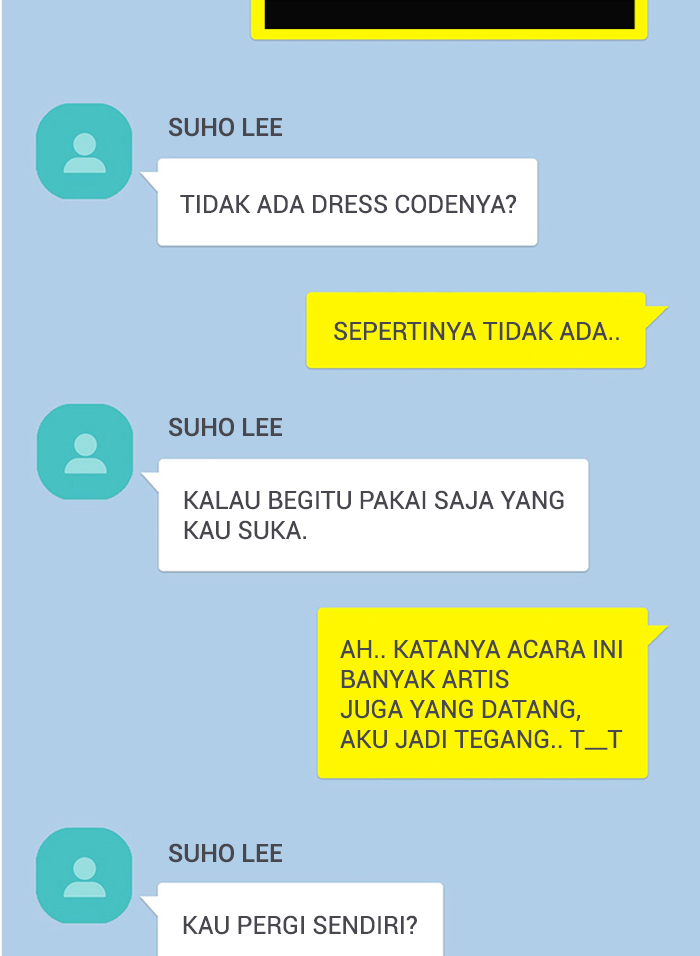 SUHO LEE
TIDAK ADA DRESS CODENYA?
SEPERTINYA TIDAK ADA..
SUHO LEE
KALAU BEGITU PAKAI SAJA YANG
KAU SUKA.
AH.. KATANYA ACARA INI
BANYAK ARTIS
JUGA YANG DATANG,
AKU JADI TEGANG.. T__T
SUHO LEE
KAU PERGI SENDIRI?